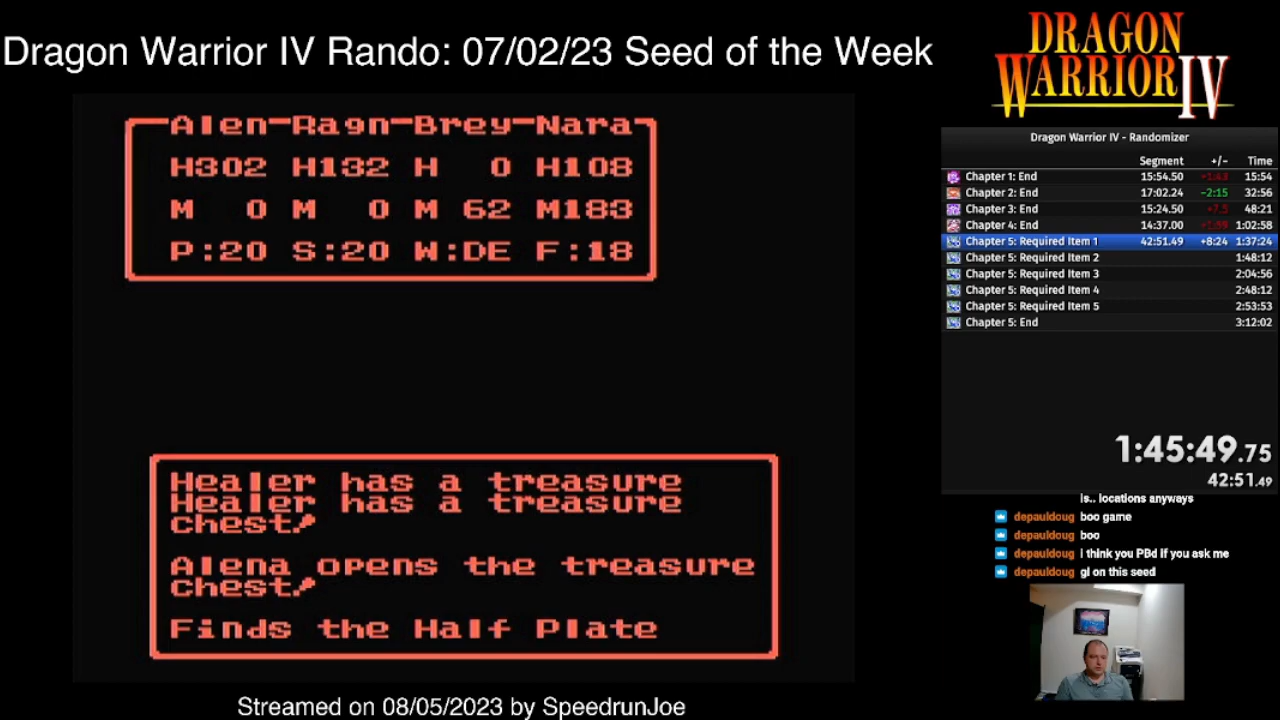 Dragon Warrior IV Rando: 07/02/23 Seed of the Week
DRAGON
WARRIOR IV
Alen Ragn Brey Nara
H302 H132 H 0 H108
M 0 M 0 M 62 M183
P:20 S:20 W:DE F:18
Healer has a treasure
Healer has a treasure
chest!
Alena opens the treasure
chest!
Finds the Half Plate
Dragon Warrior IV - Randomizer
Segment +/- Time
Chapter 1: End 15:54.50 +1:43 15:54
Chapter 2: End 17:02.24 −2:15 32:56
Chapter 3: End 15:24.50 +7.5 48:21
Chapter 4: End 14:37.00 +1:59 1:02:58
Chapter 5: Required Item 1 42:51.49 +8:24 1:37:24
Chapter 5: Required Item 2 1:48:12
Chapter 5: Required Item 3 2:04:56
Chapter 5: Required Item 4 2:48:12
Chapter 5: Required Item 5 2:53:53
Chapter 5: End 3:12:02
1:45:49.75
42:51.49
is.. locations anyways
depauldoug boo game
depauldoug boo
depauldoug i think you PBd if you ask me
depauldoug gl on this seed
Streamed on 08/05/2023 by SpeedrunJoe